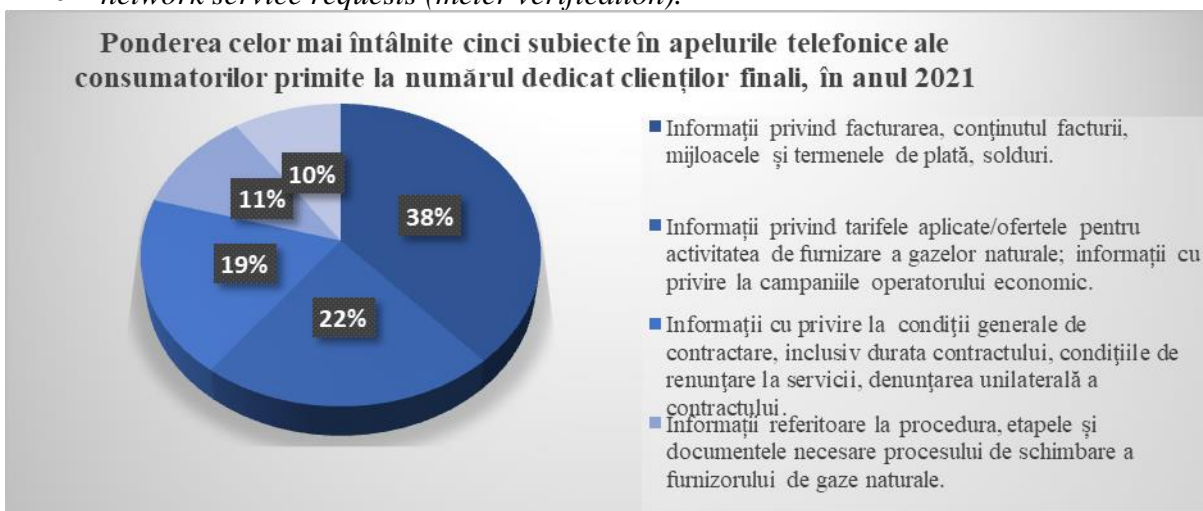 network service requests (meter verification).
Ponderea celor mai întâlnite cinci subiecte în apelurile telefonice ale
consumatorilor primite la numărul dedicat clienților finali, în anul 2021
10%
11%
38%
19%
22%
Informații privind facturarea, conținutul facturii,
mijloacele și termenele de plată, solduri.
Informații privind tarifele aplicate/ofertele pentru
activitatea de furnizare a gazelor naturale; informații cu
privire la campaniile operatorului economic.
Informații cu privire la condiții generale de
contractare, inclusiv durata contractului, condițiile de
renunțare la servicii, denunțarea unilaterală a
contractului.
Informații referitoare la procedura, etapele și
documentele necesare procesului de schimbare a
furnizorului de gaze naturale.